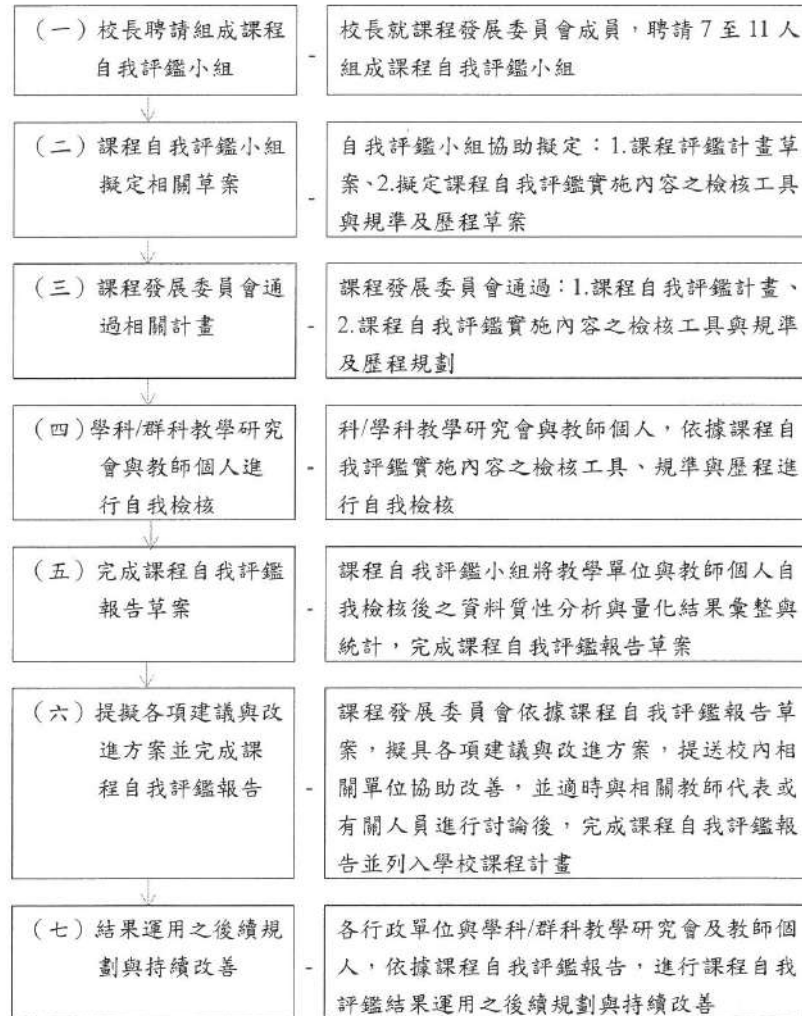 （一）校長聘請組成課程
自我評鑑小組
-
校長就課程發展委員會成員，聘請 7 至 11 人
組成課程自我評鑑小組
（二）課程自我評鑑小組
擬定相關草案
-
自我評鑑小組協助擬定：1.課程評鑑計畫草
案、2.擬定課程自我評鑑實施內容之檢核工具
與規準及歷程草案
（三）課程發展委員會通
過相關計畫
-
課程發展委員會通過：1.課程自我評鑑計畫、
2.課程自我評鑑實施內容之檢核工具與規準
及歷程規劃
（四）學科/群科教學研究
會與教師個人進
行自我檢核
-
科/學科教學研究會與教師個人，依據課程自
我評鑑實施內容之檢核工具、規準與歷程進
行自我檢核
（五）完成課程自我評鑑
報告草案
-
課程自我評鑑小組將教學單位與教師個人自
我檢核後之資料質性分析與量化結果彙整與
統計，完成課程自我評鑑報告草案
（六）提擬各項建議與改
進方案並完成課
程自我評鑑報告
-
課程發展委員會依據課程自我評鑑報告草
案，擬具各項建議與改進方案，提送校內相
關單位協助改善，並適時與相關教師代表或
有關人員進行討論後，完成課程自我評鑑報
告並列入學校課程計畫
（七）結果運用之後續規
劃與持續改善
-
各行政單位與學科/群科教學研究會及教師個
人，依據課程自我評鑑報告，進行課程自我
評鑑結果運用之後續規劃與持續改善